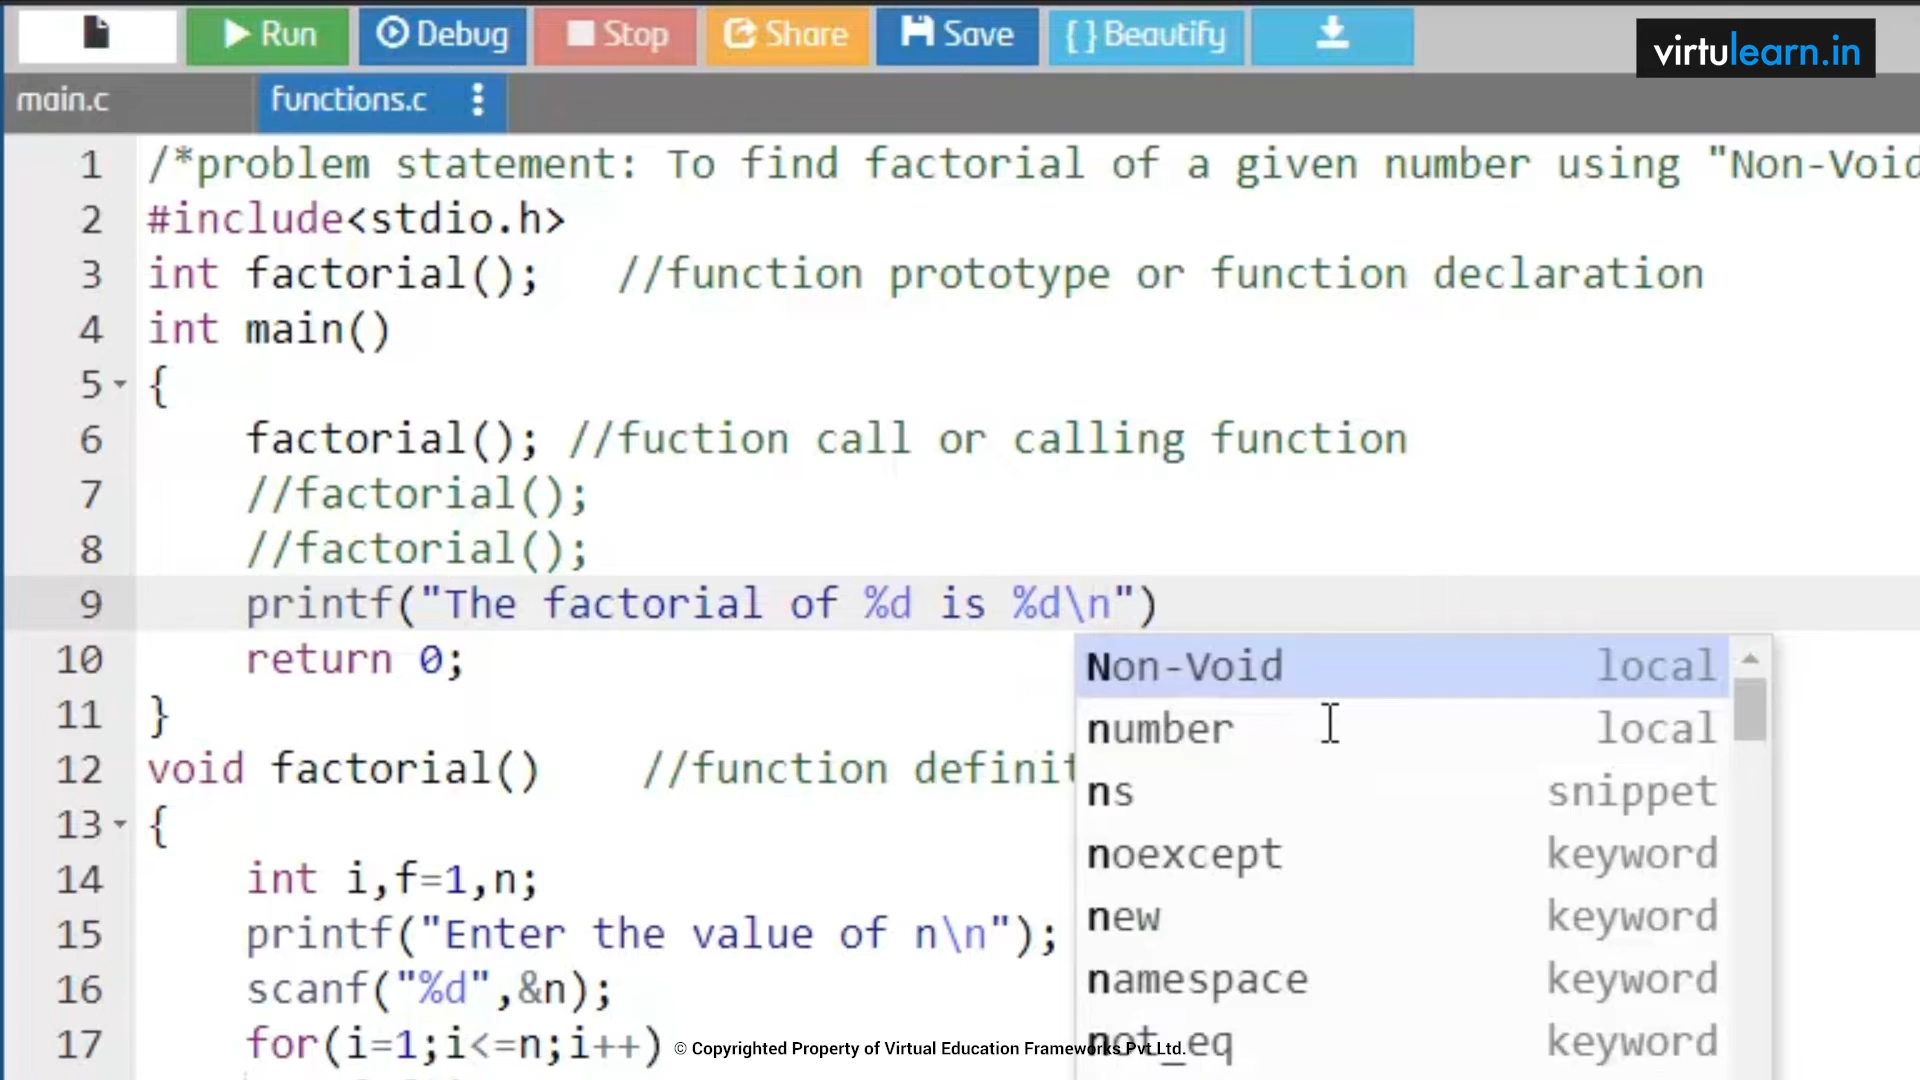 Run Debug Stop Share Save { } Beautify
virtulearn.in
main.c functions.c
1 /*problem statement: To find factorial of a given number using "Non-Void
2 #include<stdio.h>
3 int factorial(); //function prototype or function declaration
4 int main()
5 {
6 factorial(); //fuction call or calling function
7 //factorial();
8 //factorial();
9 printf("The factorial of %d is %d\n")
10 return 0;
11 }
12 void factorial() //function definit
13 {
14 int i,f=1,n;
15 printf("Enter the value of n\n");
16 scanf("%d",&n);
17 for(i=1;i<=n;i++)
Non-Void local
number local
ns snippet
noexcept keyword
new keyword
namespace keyword
not_eq keyword
© Copyrighted Property of Virtual Education Frameworks Pvt Ltd.